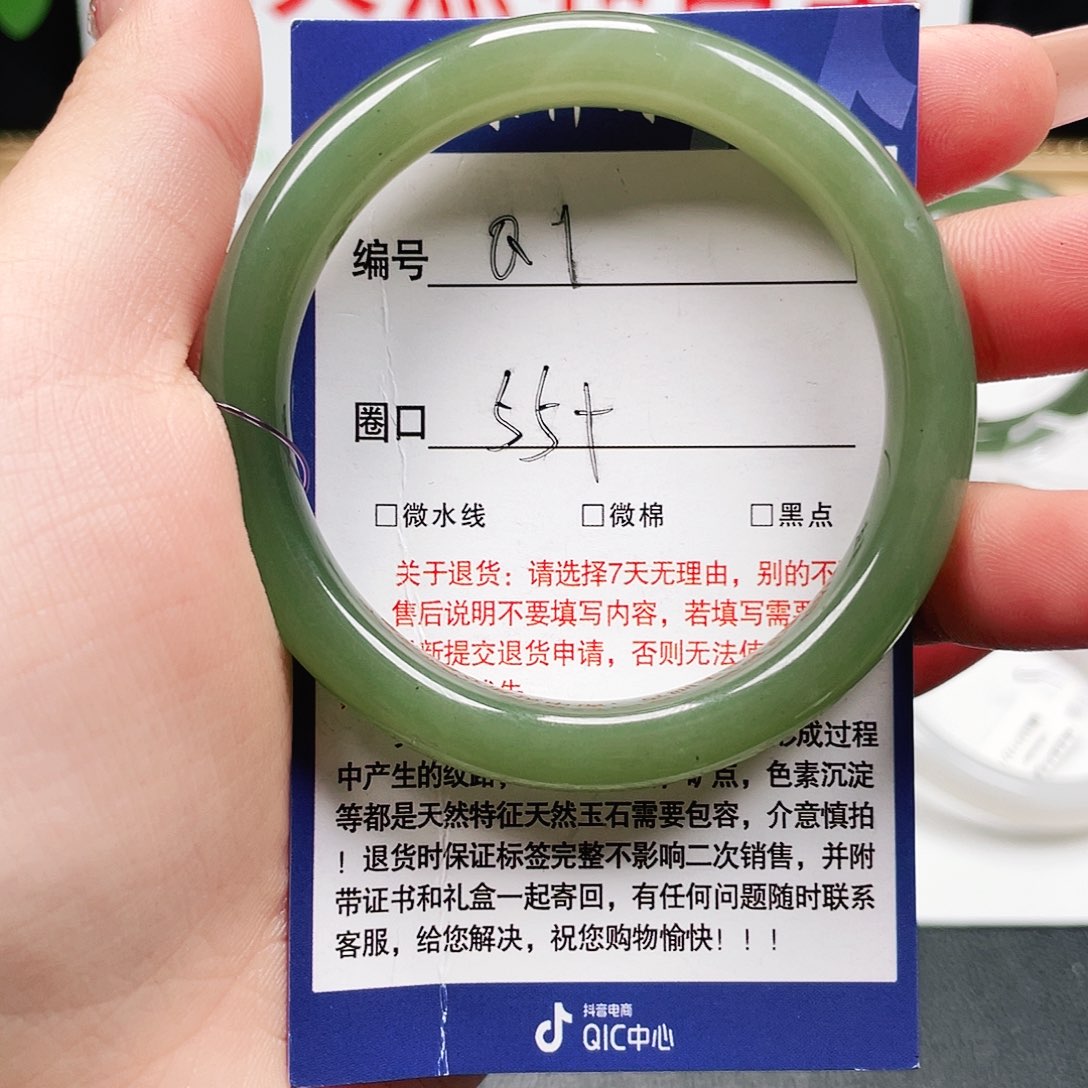 编号 Q1
圈口 55+
□微水线 □微棉 □黑点
关于退货：请选择7天无理由，别的不
售后说明不要填写内容，若填写需
新提交退货申请，否则无法使
形成过程
中产生的纹路，矿点，色素沉淀
等都是天然特征天然玉石需要包容，介意慎拍
！退货时保证标签完整不影响二次销售，并附
带证书和礼盒一起寄回，有任何问题随时联系
客服，给您解决，祝您购物愉快！！！
抖音电商
QIC中心